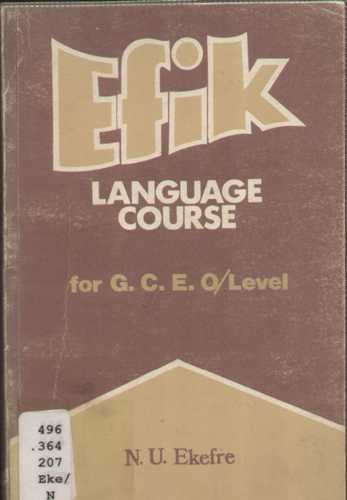 Efik
LANGUAGE
COURSE
for G. C. E. O/Level
496
.364
207
Eke/
N
N. U. Ekefre